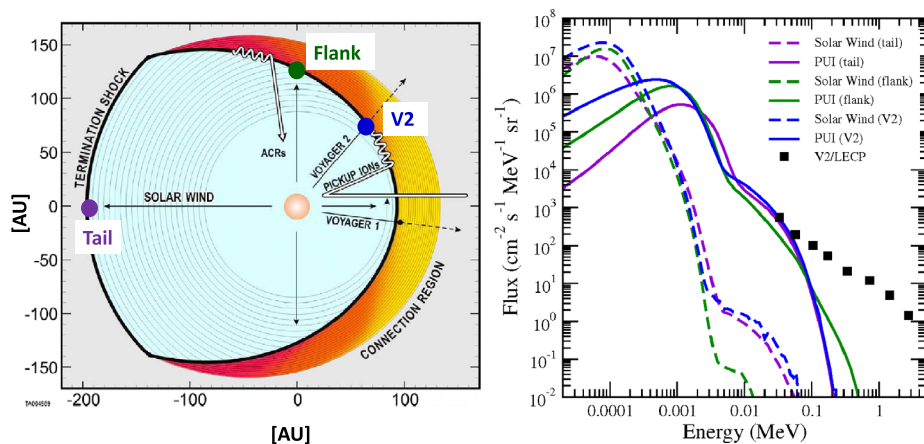 150
100
50
0
-50
-100
-150
-200
-100
0
100
[AU]
[AU]
TERMINATION SHOCK
Flank
V2
ACRs
VOYAGER 2
PICKUP IONs
SOLAR WIND
VOYAGER 1
Tail
CONNECTION REGION
TA004909
10^8
10^7
10^6
10^5
10^4
10^3
10^2
10^1
10^0
10^-1
10^-2
Flux (cm^-2 s^-1 MeV^-1 sr^-1)
Solar Wind (tail)
PUI (tail)
Solar Wind (flank)
PUI (flank)
Solar Wind (V2)
PUI (V2)
V2/LECP
0.0001
0.001
0.01
0.1
1
Energy (MeV)